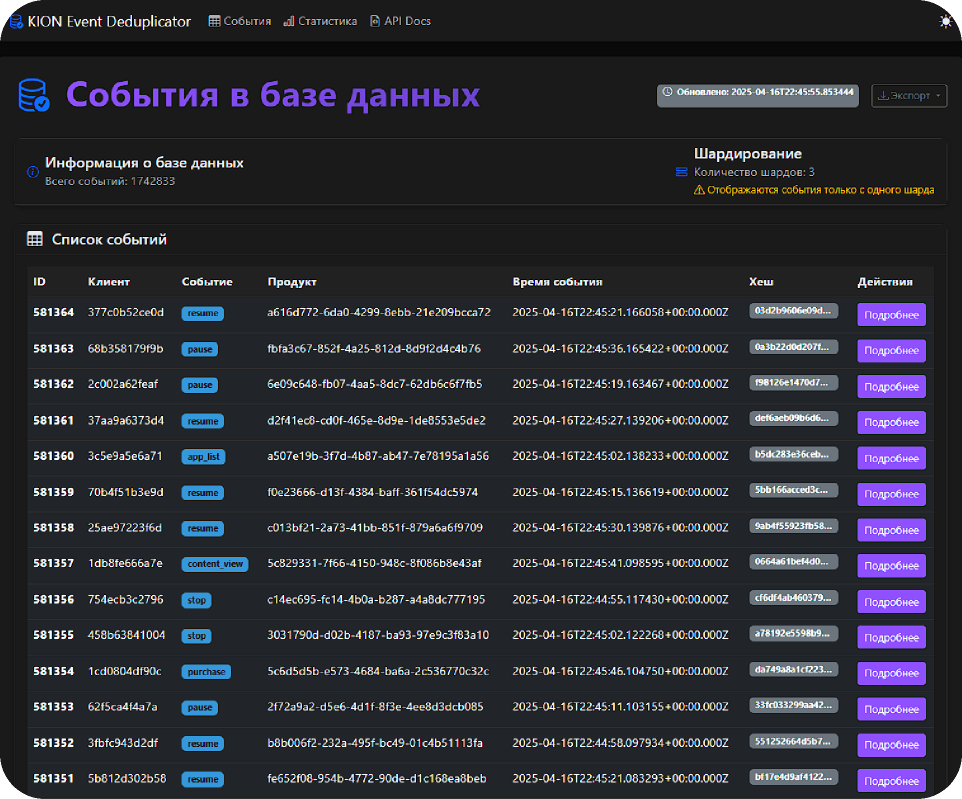 KION Event Deduplicator События Статистика API Docs
События в базе данных
Обновлено: 2025-04-16T22:45:55.853444 Экспорт
Информация о базе данных
Всего событий: 1742833
Шардирование
Количество шардов: 3
Отображаются события только с одного шарда
Список событий
ID Клиент Событие Продукт Время события Хеш Действия
581364 377c0b52ce0d resume a616d772-6da0-4299-8ebb-21e209bcca72 2025-04-16T22:45:21.166058+00:00.000Z 03d2b9606e09d... Подробнее
581363 68b358179f9b pause fbfa3c67-852f-4a25-812d-8d9f2d4c4b76 2025-04-16T22:45:36.165422+00:00.000Z 0a3b22d0d207f... Подробнее
581362 2c002a62feaf pause 6e09c648-fb07-4aa5-8dc7-62db6c6f7fb5 2025-04-16T22:45:19.163467+00:00.000Z f98126e1470d7... Подробнее
581361 37aa9a6373d4 resume d2f41ec8-cd0f-465e-8d9e-1de8553e5de2 2025-04-16T22:45:27.139206+00:00.000Z def6aeb09b6d6... Подробнее
581360 3c5e9a5e6a71 app_list a507e19b-3f7d-4b87-ab47-7e78195a1a56 2025-04-16T22:45:02.138233+00:00.000Z b5dc283e36ceb... Подробнее
581359 70b4f51b3e9d resume f0e23666-d13f-4384-baff-361f54dc5974 2025-04-16T22:45:15.136619+00:00.000Z 5bb166acced3c... Подробнее
581358 25ae97223f6d resume c013bf21-2a73-41bb-851f-879a6a6f9709 2025-04-16T22:45:30.139876+00:00.000Z 9ab4f55923fb58... Подробнее
581357 1db8fe666a7e content_view 5c829331-7f66-4150-948c-8f086b8e43af 2025-04-16T22:45:41.098595+00:00.000Z 0664a61bef4d0... Подробнее
581356 754ecb3c2796 stop c14ec695-fc14-4b0a-b287-a4a8dc777195 2025-04-16T22:44:55.117430+00:00.000Z cf6df4ab460379... Подробнее
581355 458b63841004 stop 3031790d-d02b-4187-ba93-97e9c3f83a10 2025-04-16T22:45:02.122268+00:00.000Z a78192e5598b9... Подробнее
581354 1cd0804df90c purchase 5c6d5d5b-e573-4684-ba6a-2c536770c32c 2025-04-16T22:45:46.104750+00:00.000Z da749a8a1cf223... Подробнее
581353 62f5ca4f4a7a pause 2f72a9a2-d5e6-4d1f-8f3e-4ee8d3dcb085 2025-04-16T22:45:11.103155+00:00.000Z 33fc033299aa42... Подробнее
581352 3fbfc943d2df resume b8b006f2-232a-495f-bc49-01c4b51113fa 2025-04-16T22:44:58.097934+00:00.000Z 551252664d5b7... Подробнее
581351 5b812d302b58 resume fe652f08-954b-4772-90de-d1c168ea8beb 2025-04-16T22:45:21.083293+00:00.000Z bf17e4d9af4122... Подробнее